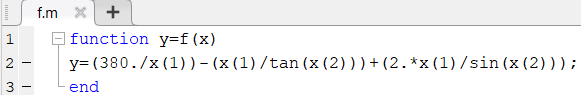 f.m × +
1 function y=f(x)
2 – y=(380./x(1))-(x(1)/tan(x(2)))+(2.*x(1)/sin(x(2)));
3 – end